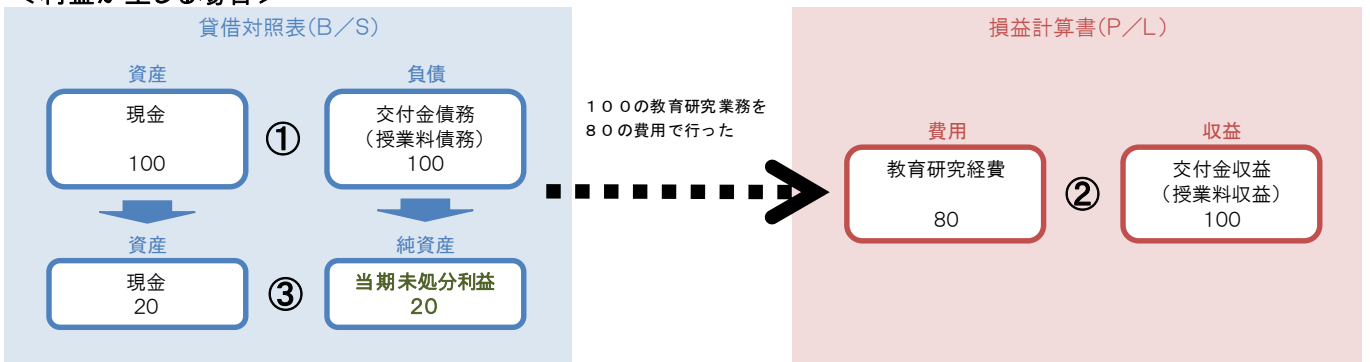 貸借対照表(B/S)
資産
負債
現金
100
①
交付金債務
(授業料債務)
100
資産
純資産
現金
20
③
当期未処分利益
20
100の教育研究業務を
80の費用で行った
損益計算書(P/L)
費用
収益
教育研究経費
80
②
交付金収益
(授業料収益)
100